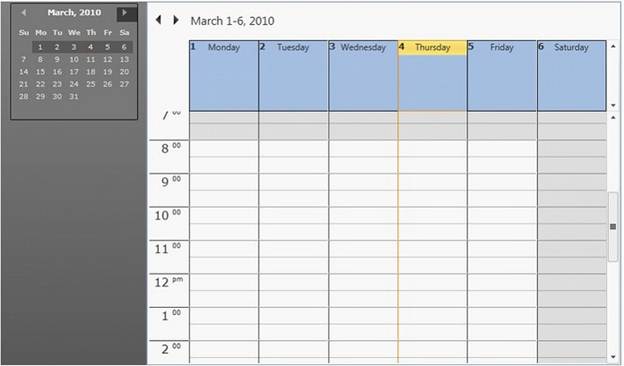 March, 2010
Su Mo Tu We Th Fr Sa
1 2 3 4 5 6
7 8 9 10 11 12 13
14 15 16 17 18 19 20
21 22 23 24 25 26 27
28 29 30 31
March 1-6, 2010
1 Monday 2 Tuesday 3 Wednesday 4 Thursday 5 Friday 6 Saturday
7 00
8 00
9 00
10 00
11 00
12 pm
1 00
2 00